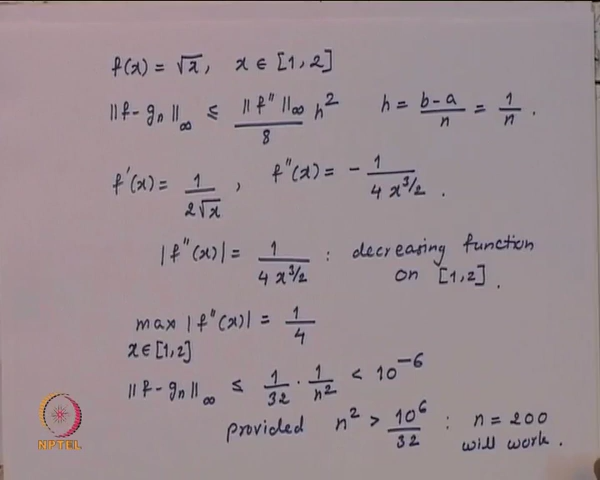 f(x) = √x, x ∈ [1, 2]
||f - gₙ||∞ ≤ ||f''||∞/8 h² h = (b-a)/n = 1/n .
f'(x) = 1/(2√x) , f''(x) = - 1/(4 x^(3/2)) .
|f''(x)| = 1/(4 x^(3/2)) : decreasing function
on [1, 2] .
max |f''(x)| = 1/4
x ∈ [1, 2]
||f - gₙ||∞ ≤ 1/32 · 1/n² < 10⁻⁶
provided n² > 10⁶/32 : n = 200
will work .
NPTEL